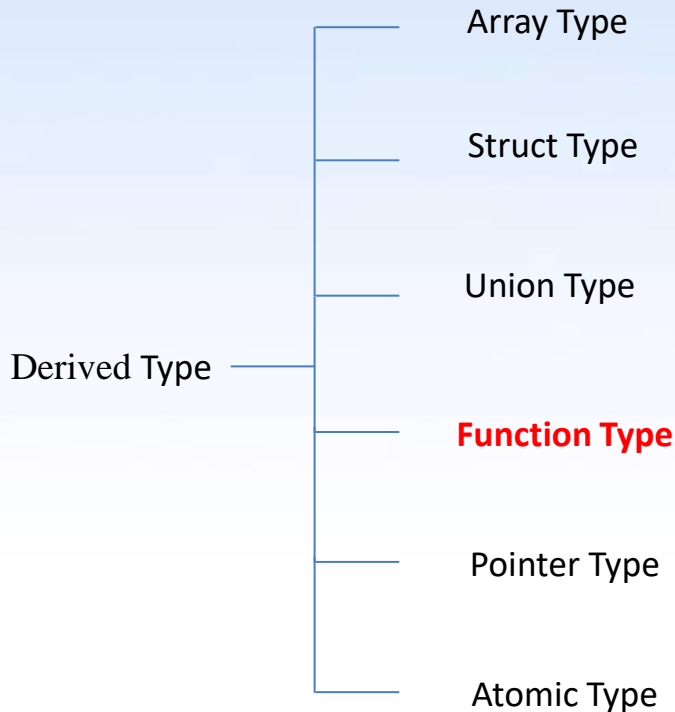 Array Type
Struct Type
Union Type
Derived Type
Function Type
Pointer Type
Atomic Type